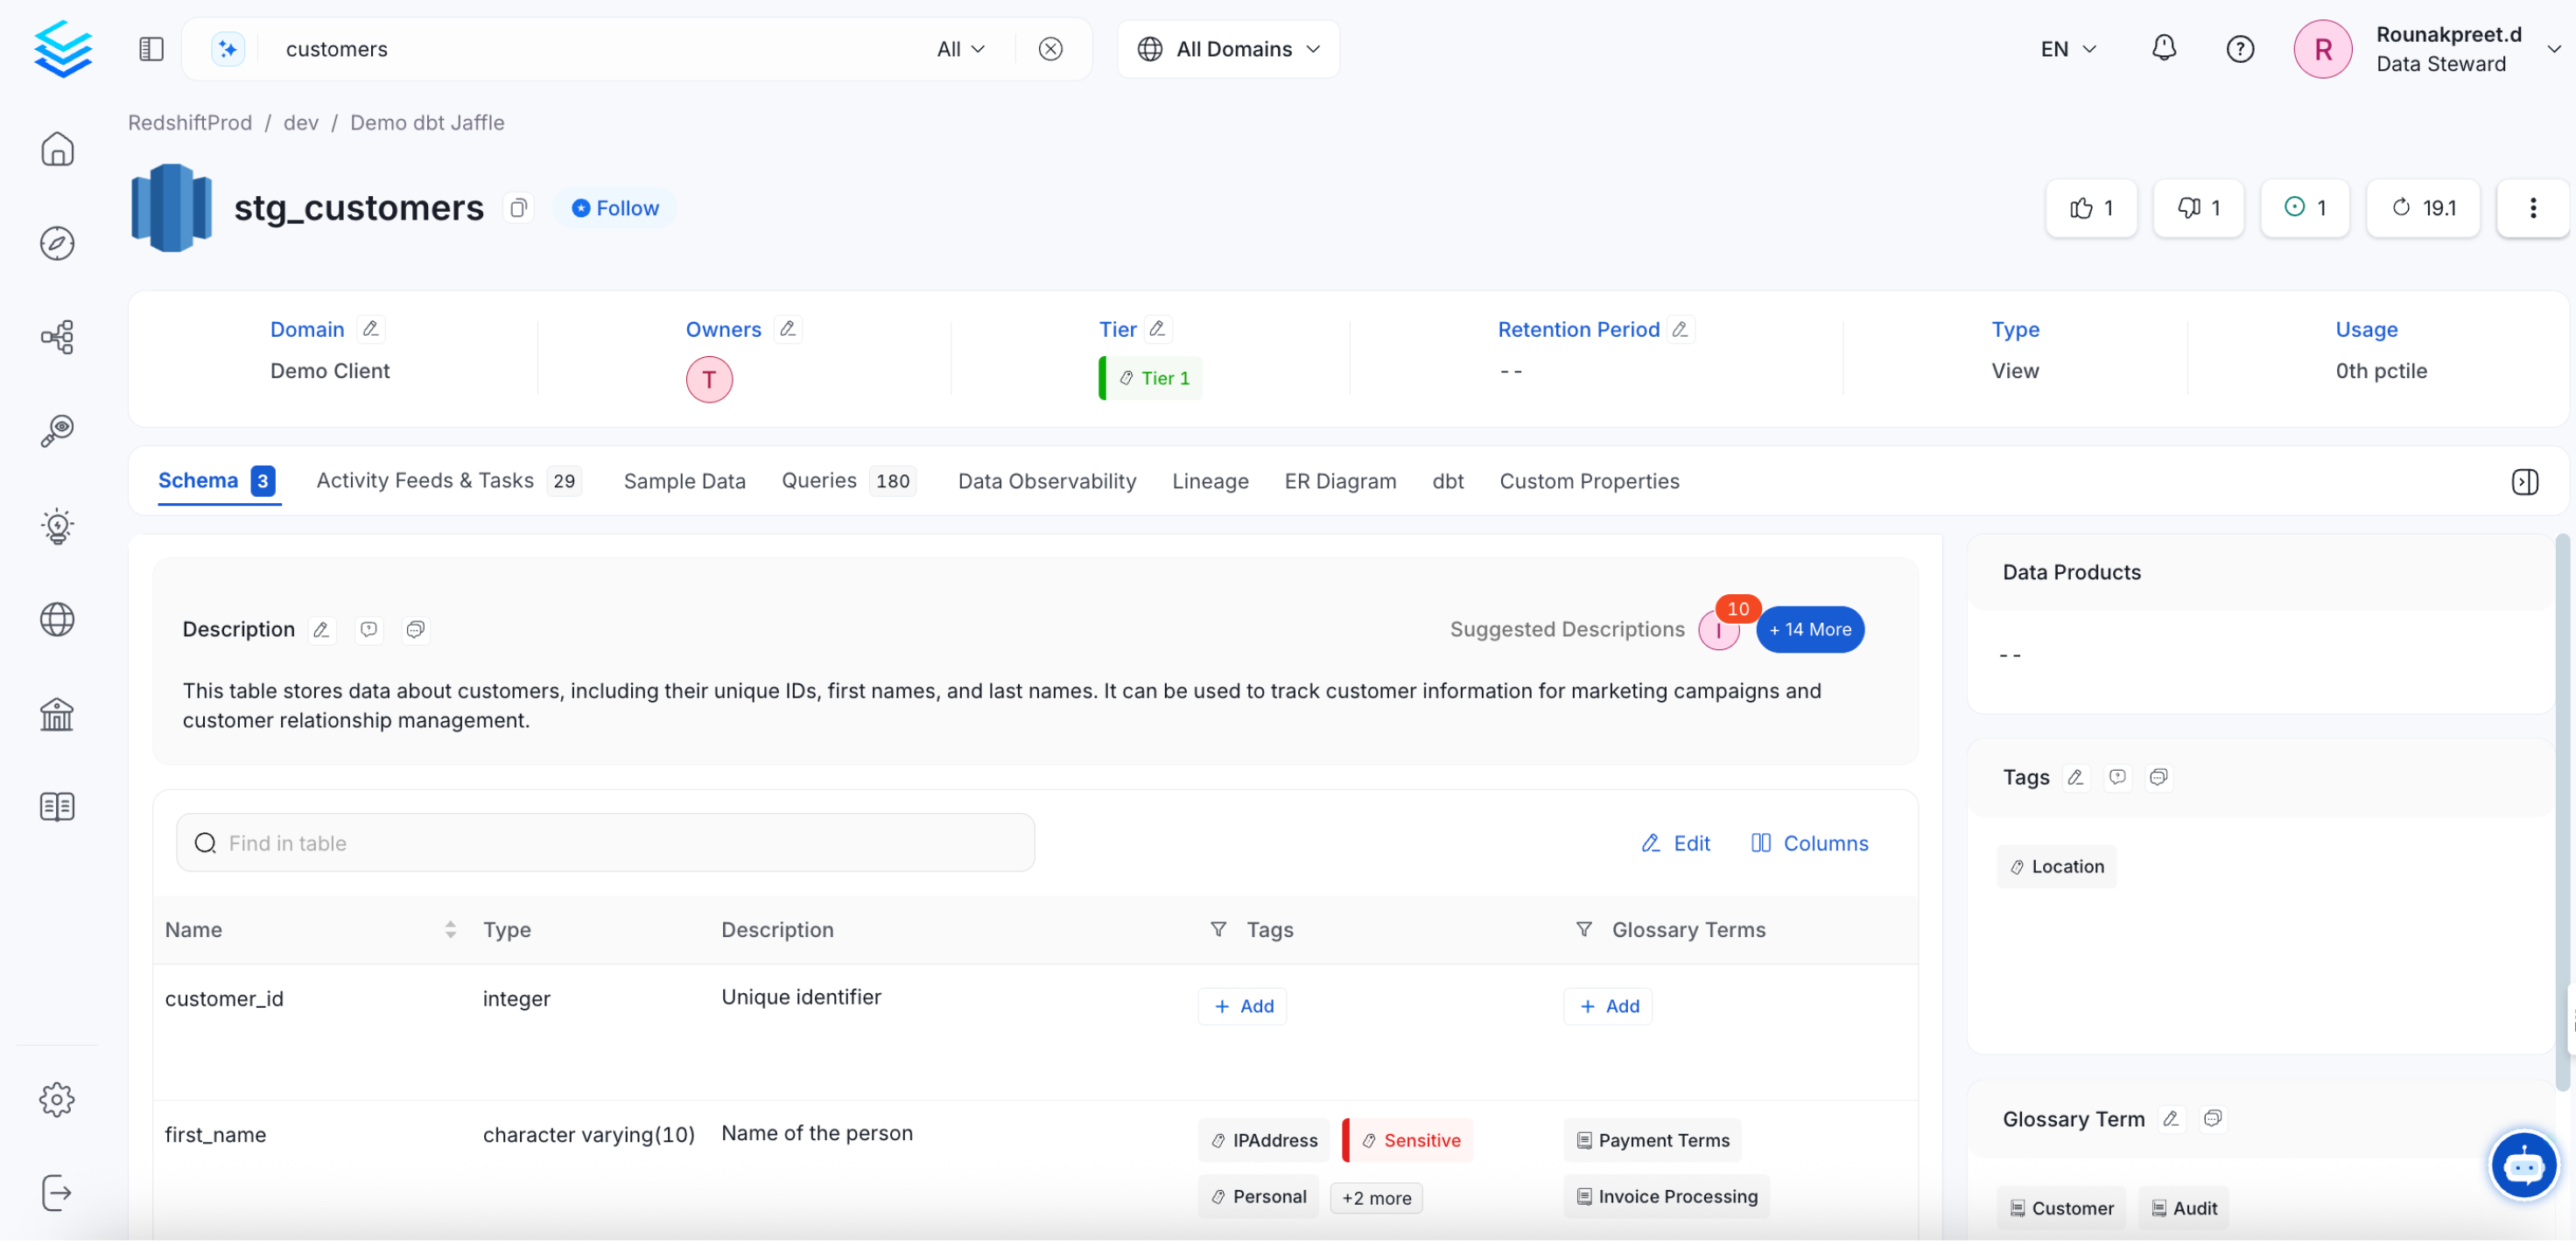 customers All All Domains EN R Rounakpreet.d
Data Steward
RedshiftProd / dev / Demo dbt Jaffle
stg_customers Follow 1 1 1 19.1
Domain Owners Tier Retention Period Type Usage
Demo Client T Tier 1 -- View 0th pctile
Schema 3 Activity Feeds & Tasks 29 Sample Data Queries 180 Data Observability Lineage ER Diagram dbt Custom Properties
Description Suggested Descriptions I 10 + 14 More
This table stores data about customers, including their unique IDs, first names, and last names. It can be used to track customer information for marketing campaigns and
customer relationship management.
Find in table Edit Columns
Name Type Description Tags Glossary Terms
customer_id integer Unique identifier + Add + Add
first_name character varying(10) Name of the person IPAddress Sensitive Payment Terms
Personal +2 more Invoice Processing
Data Products
--
Tags
Location
Glossary Term
Customer Audit